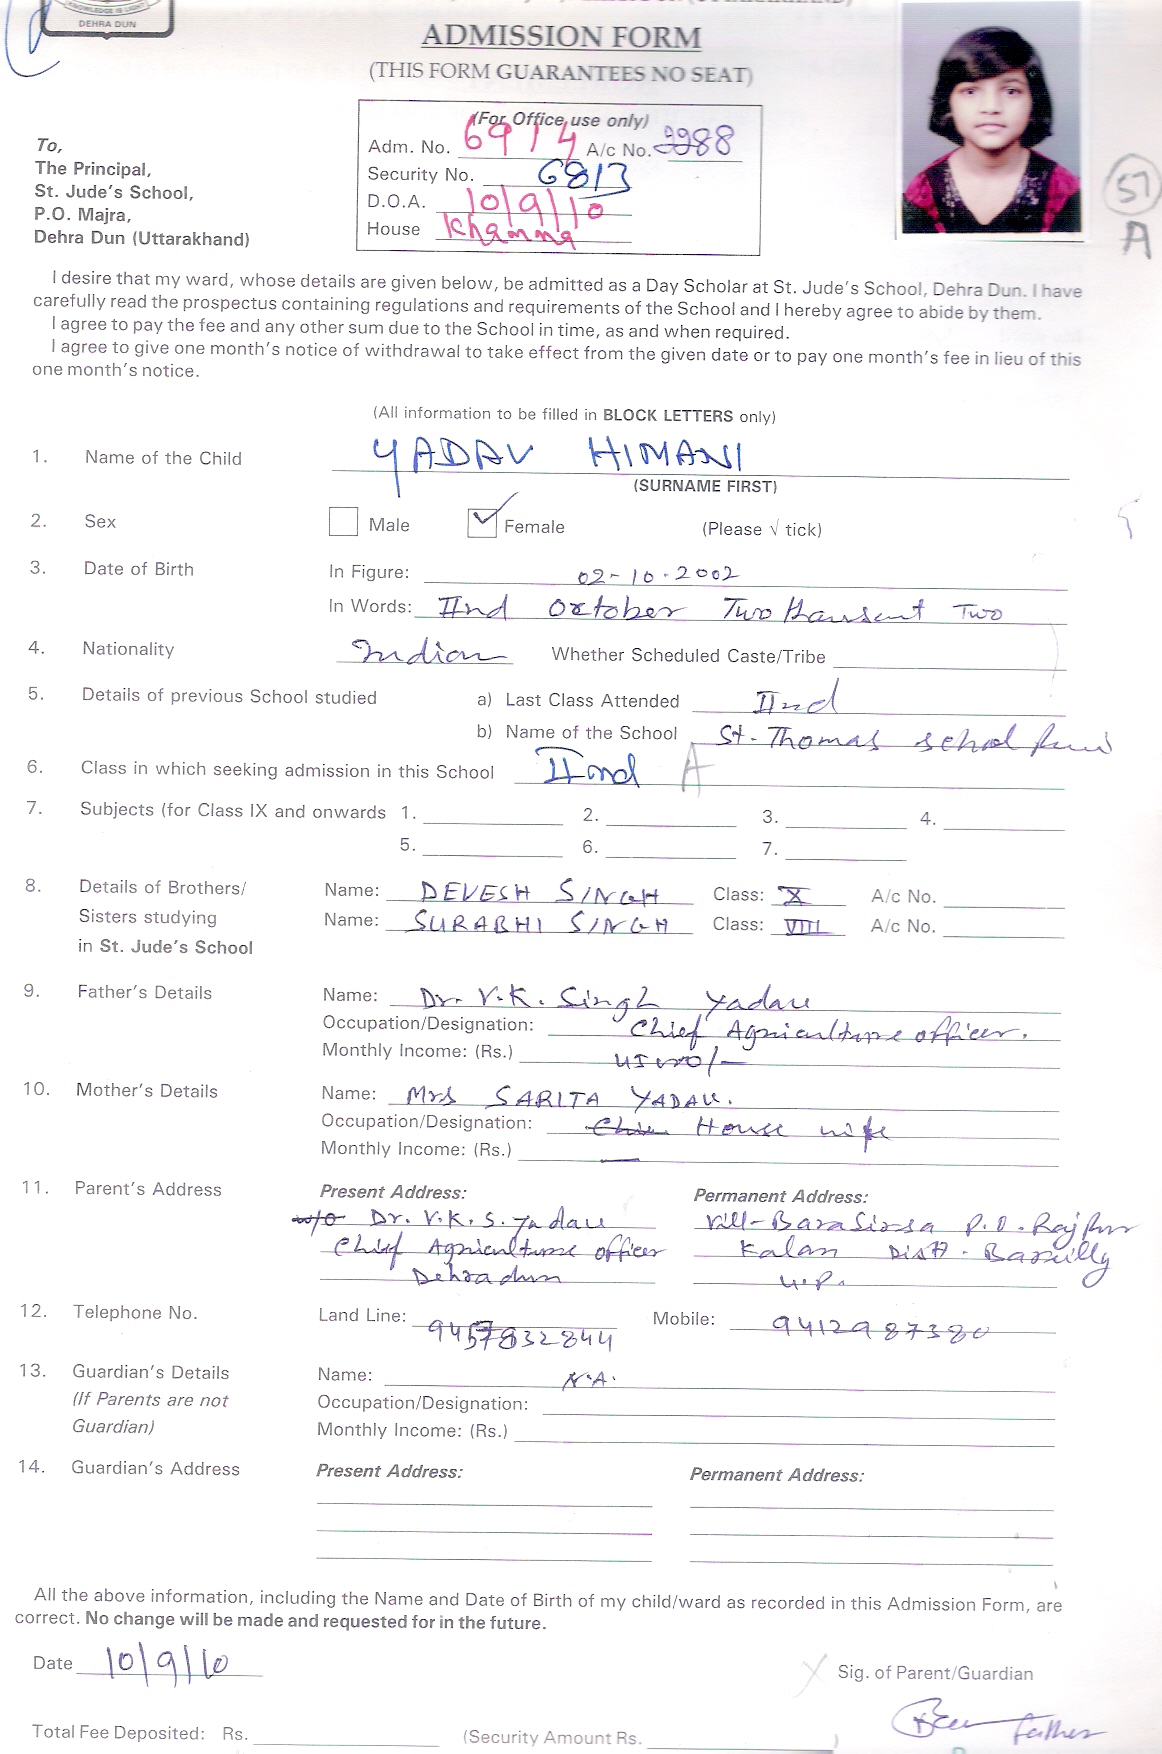 KNOWLEDGE IS LIGHT
DEHRA DUN
ADMISSION FORM
(THIS FORM GUARANTEES NO SEAT)
(For Office use only)
Adm. No. 6914 A/c No. 3988
Security No. 6813
D.O.A. 10/9/10
House Khanna
57
A
To,
The Principal,
St. Jude's School,
P.O. Majra,
Dehra Dun (Uttarakhand)
I desire that my ward, whose details are given below, be admitted as a Day Scholar at St. Jude's School, Dehra Dun. I have
carefully read the prospectus containing regulations and requirements of the School and I hereby agree to abide by them.
I agree to pay the fee and any other sum due to the School in time, as and when required.
I agree to give one month's notice of withdrawal to take effect from the given date or to pay one month's fee in lieu of this
one month's notice.
(All information to be filled in BLOCK LETTERS only)
1. Name of the Child YADAV HIMANI
(SURNAME FIRST)
2. Sex Male Female (Please √ tick)
3. Date of Birth In Figure: 02-10-2002
In Words: IInd October Two thousent Two
4. Nationality Indian Whether Scheduled Caste/Tribe
5. Details of previous School studied a) Last Class Attended IInd
b) Name of the School St. Thomas school
6. Class in which seeking admission in this School IInd A
7. Subjects (for Class IX and onwards 1. 2. 3. 4.
5. 6. 7.
8. Details of Brothers/ Name: DEVESH SINGH Class: X A/c No.
Sisters studying Name: SURABHI SINGH Class: VIII A/c No.
in St. Jude's School
9. Father's Details Name: Dr. V.K. Singh Yadav
Occupation/Designation: Chief Agriculture officer.
Monthly Income: (Rs.) 45000/-
10. Mother's Details Name: Mrs SARITA YADAV.
Occupation/Designation: House wife
Monthly Income: (Rs.) —
11. Parent's Address Present Address: Permanent Address:
w/o Dr. V.K.S. Yadav Vill-Bara Sirsa P.O. Rajpur
Chief Agriculture officer Kalan Distt. Bareilly
Dehradun U.P.
12. Telephone No. Land Line: 9457832844 Mobile: 9412987380
13. Guardian's Details Name: N.A.
(If Parents are not Occupation/Designation:
Guardian) Monthly Income: (Rs.)
14. Guardian's Address Present Address: Permanent Address:
All the above information, including the Name and Date of Birth of my child/ward as recorded in this Admission Form, are
correct. No change will be made and requested for in the future.
Date 10/9/10
X Sig. of Parent/Guardian
father
Total Fee Deposited: Rs. (Security Amount Rs. )